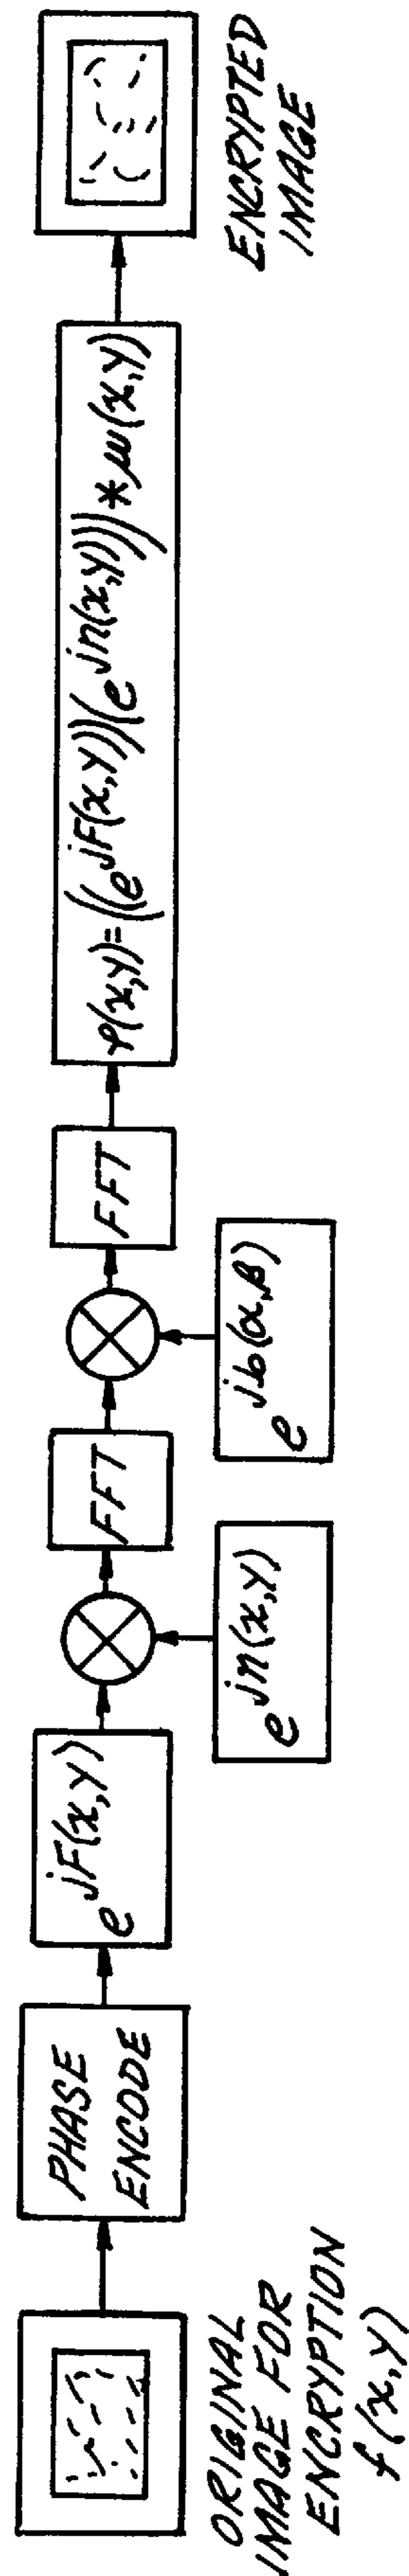 ORIGINAL
IMAGE FOR
ENCRYPTION
f(x,y)
PHASE
ENCODE
e^jF(x,y)
e^jn(x,y)
FFT
e^jb(α,β)
FFT
φ(x,y)=((e^jF(x,y))(e^jn(x,y)))*μ(x,y)
ENCRYPTED
IMAGE